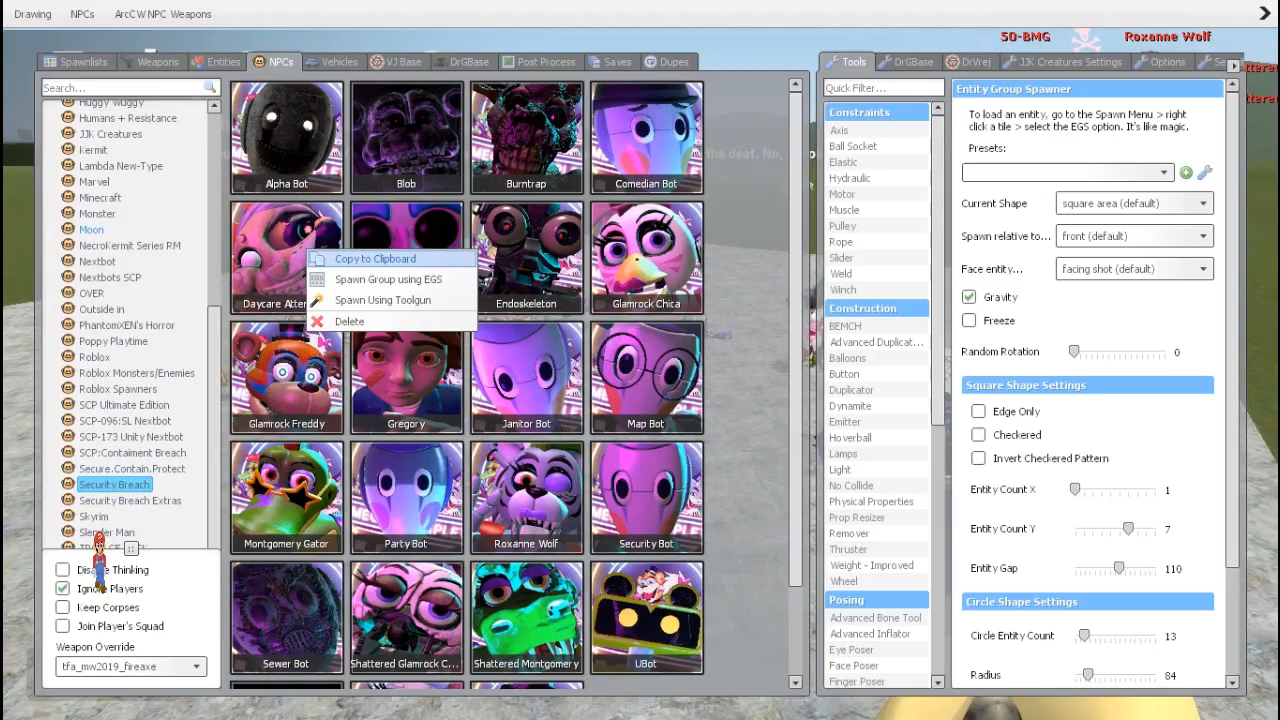 Drawing NPCs ArcCW NPC Weapons
SO-BMG Roxanne Wolf
Spawnlists Weapons Entities NPCs Vehicles VJ Base DrGBase Post Process Saves Dupes
Tools DrGBase DrVrej JJK Creatures Settings Options
Search...
Huggy Wuggy
Humans + Resistance
JJK Creatures
Kermit
Lambda New-Type
Marvel
Minecraft
Monster
Moon
NecroKermit Series RM
Nextbot
Nextbots SCP
OVER
Outside in
PhantomXEN's Horror
Poppy Playtime
Roblox
Roblox Monsters/Enemies
Roblox Spawners
SCP Ultimate Edition
SCP-096:SL Nextbot
SCP-173 Unity Nextbot
SCP:Contaiment Breach
Secure.Contain.Protect
Security Breach
Security Breach Extras
Skyrim
Slender Man
Ignore Players
Keep Corpses
Join Player's Squad
Weapon Override
tfa_mw2019_fireaxe
Alpha Bot Blob Burntrap Comedian Bot
the deaf. No,
Daycare Atten Endoskeleton Glamrock Chica
Copy to Clipboard
Spawn Group using EGS
Spawn Using Toolgun
Delete
Glamrock Freddy Gregory Janitor Bot Map Bot
Montgomery Gator Party Bot Roxanne Wolf Security Bot
Sewer Bot Shattered Glamrock C... Shattered Montgomery UBot
Quick Filter...
Constraints
Axis
Ball Socket
Elastic
Hydraulic
Motor
Muscle
Pulley
Rope
Slider
Weld
Winch
Construction
BEMCH
Advanced Duplicat...
Balloons
Button
Duplicator
Dynamite
Emitter
Hoverball
Lamps
Light
No Collide
Physical Properties
Prop Resizer
Remover
Thruster
Weight - Improved
Wheel
Posing
Advanced Bone Tool
Advanced Inflator
Eye Poser
Face Poser
Finger Poser
Entity Group Spawner
To load an entity, go to the Spawn Menu > right
click a tile > select the EGS option. It's like magic.
Presets:
Current Shape square area (default)
Spawn relative to... front (default)
Face entity... facing shot (default)
Gravity
Freeze
Random Rotation 0
Square Shape Settings
Edge Only
Checkered
Invert Checkered Pattern
Entity Count X 1
Entity Count Y 7
Entity Gap 110
Circle Shape Settings
Circle Entity Count 13
Radius 84